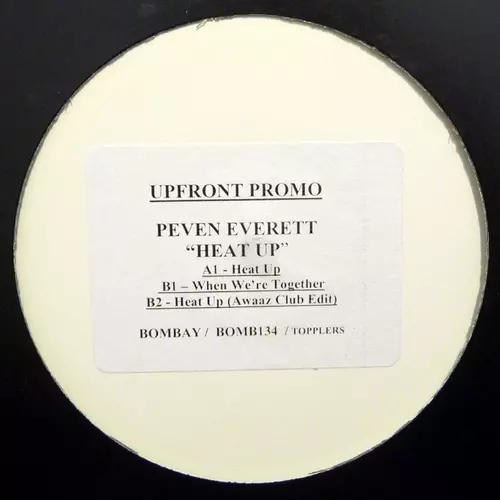 UPFRONT PROMO
PEVEN EVERETT
“HEAT UP”
A1 - Heat Up
B1 – When We're Together
B2 - Heat Up (Awaaz Club Edit)
BOMBAY / BOMB134 / TOPPLERS